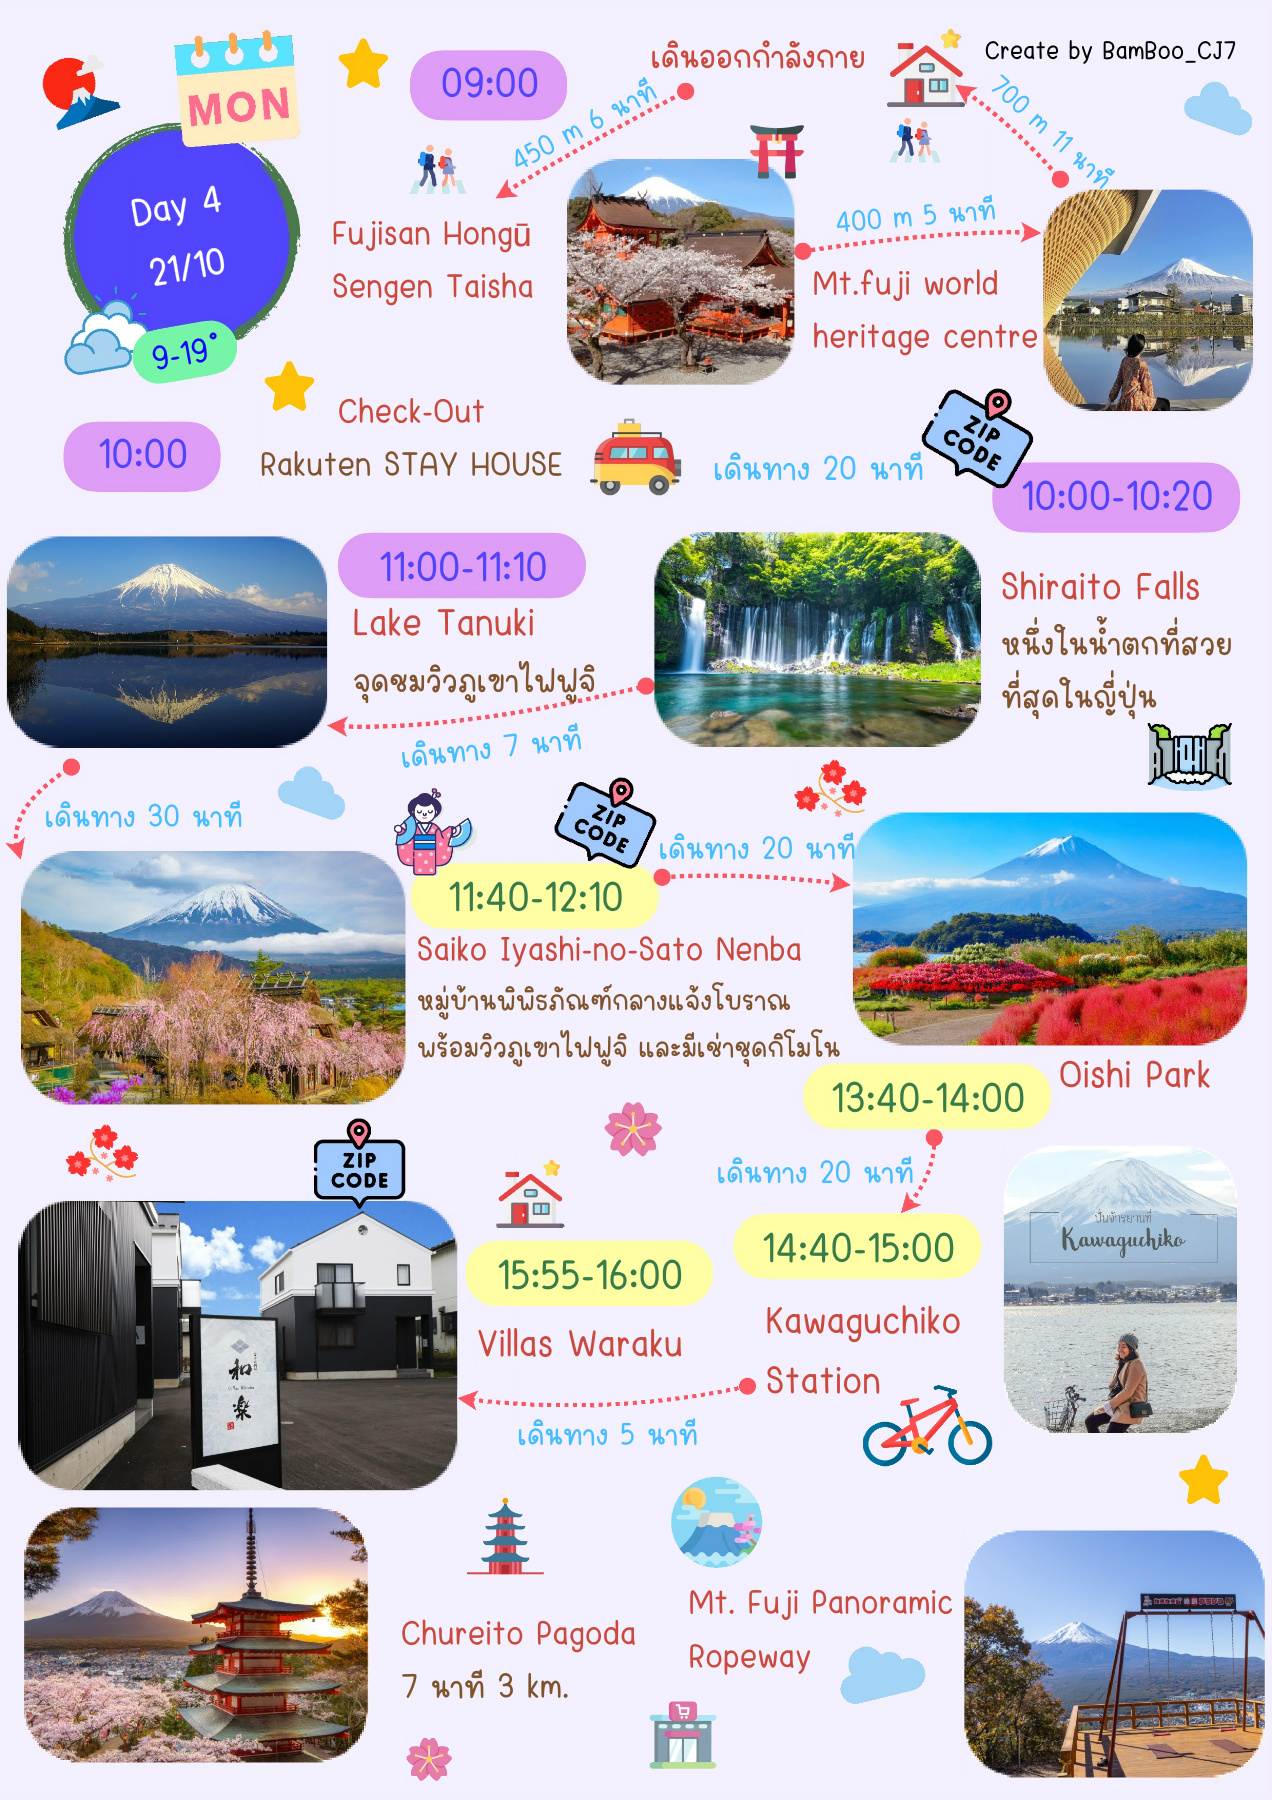 MON
Day 4
21/10
9-19°
09:00
เดินออกกำลังกาย
Create by BamBoo_CJ7
450 m 6 นาที
700 m 11 นาที
Fujisan Hongū
Sengen Taisha
400 m 5 นาที
Mt.fuji world
heritage centre
10:00
Check-Out
Rakuten STAY HOUSE
เดินทาง 20 นาที
ZIP
CODE
10:00-10:20
11:00-11:10
Lake Tanuki
จุดชมวิวภูเขาไฟฟูจิ
เดินทาง 7 นาที
Shiraito Falls
หนึ่งในน้ำตกที่สวย
ที่สุดในญี่ปุ่น
เดินทาง 30 นาที
ZIP
CODE
เดินทาง 20 นาที
11:40-12:10
Saiko Iyashi-no-Sato Nenba
หมู่บ้านพิพิธภัณฑ์กลางแจ้งโบราณ
พร้อมวิวภูเขาไฟฟูจิ และมีเช่าชุดกิโมโน
13:40-14:00
Oishi Park
เดินทาง 20 นาที
ZIP
CODE
15:55-16:00
14:40-15:00
ปั่นจักรยานที่
Kawaguchiko
Villas Waraku
Kawaguchiko
Station
和
楽
เดินทาง 5 นาที
Chureito Pagoda
7 นาที 3 km.
Mt. Fuji Panoramic
Ropeway